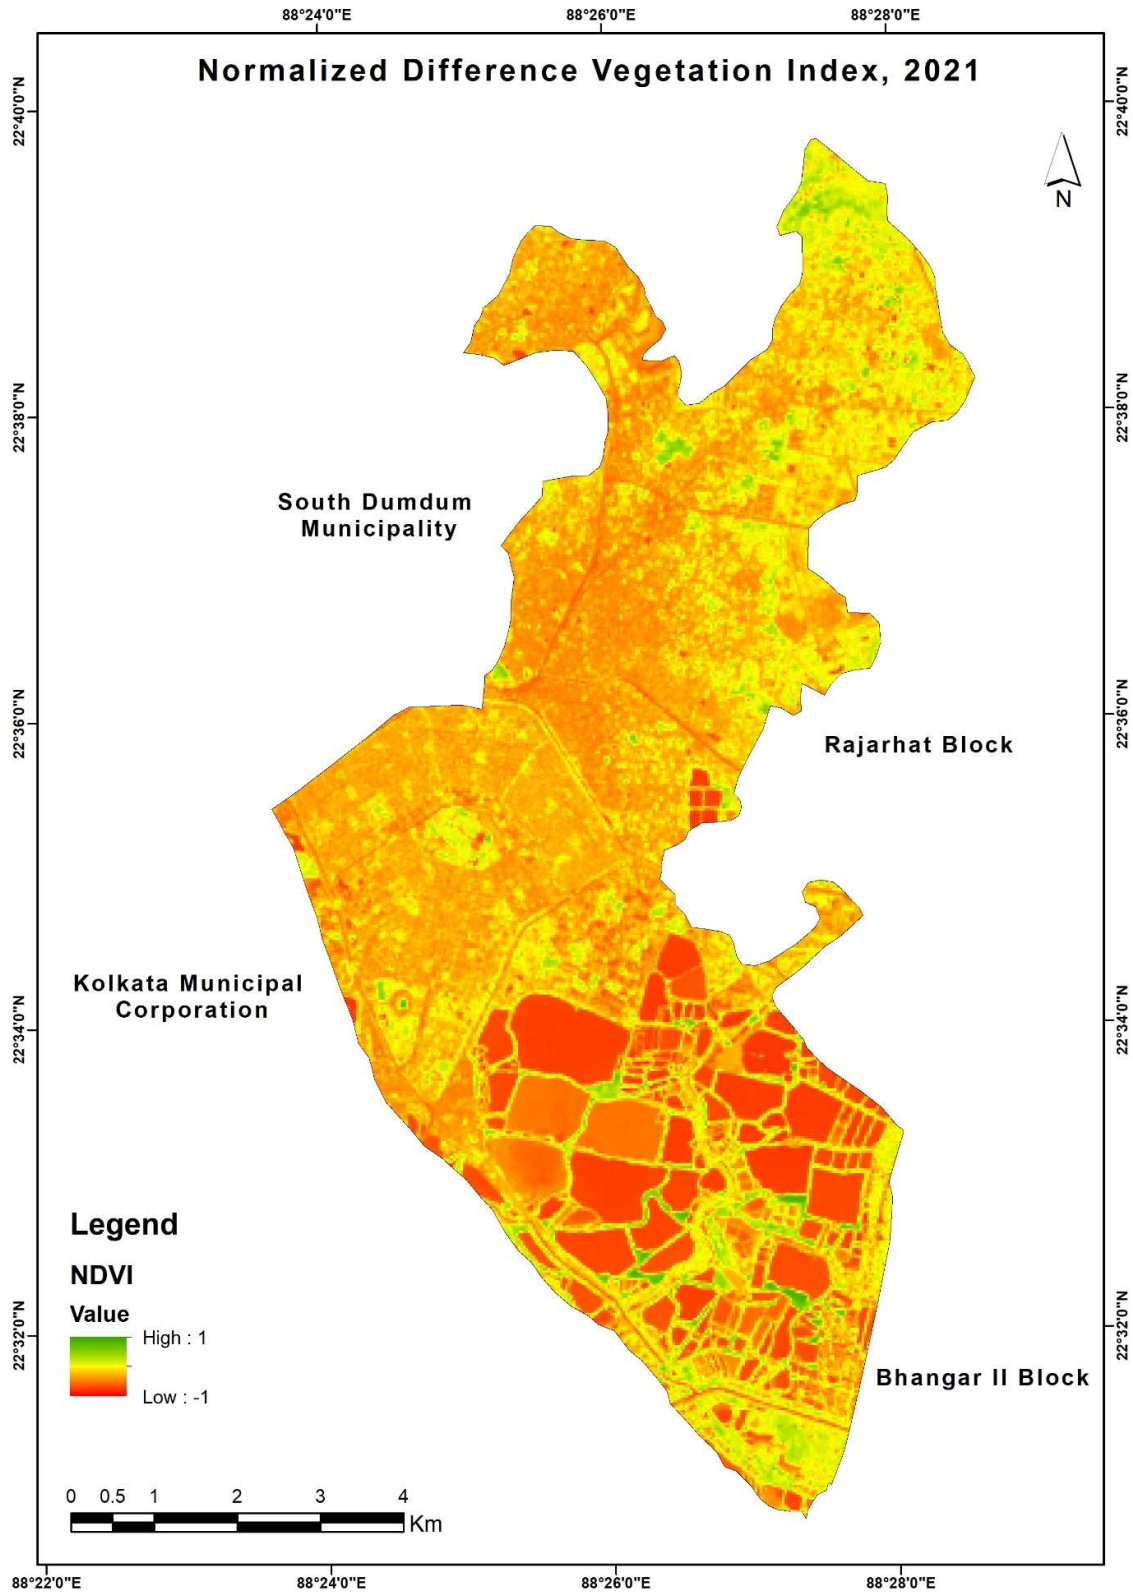 88°24'0"E
88°26'0"E
88°28'0"E
Normalized Difference Vegetation Index, 2021
22°40'0"N
22°40'0"N
N
22°38'0"N
22°38'0"N
South Dumdum
Municipality
22°36'0"N
22°36'0"N
Rajarhat Block
Kolkata Municipal
Corporation
22°34'0"N
22°34'0"N
Legend
NDVI
Value
High : 1
Low : -1
22°32'0"N
22°32'0"N
Bhangar II Block
0 0.5 1 2 3 4
Km
88°22'0"E
88°24'0"E
88°26'0"E
88°28'0"E